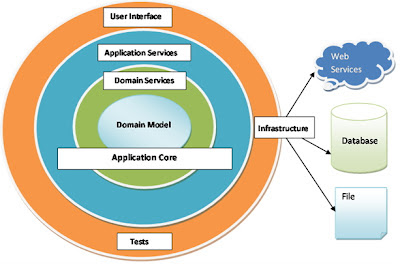 User Interface
Application Services
Domain Services
Domain Model
Application Core
Infrastructure
Tests
Web
Services
Database
File